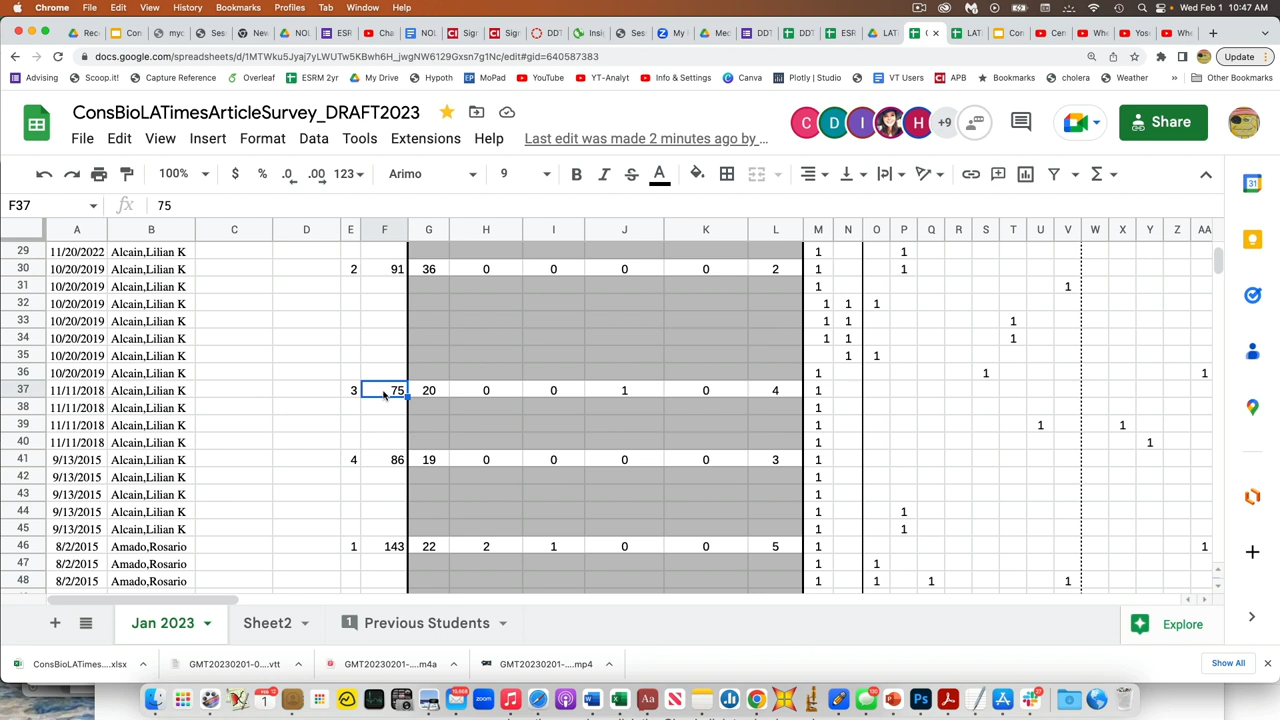 Chrome File Edit View History Bookmarks Profiles Tab Window Help Wed Feb 1 10:47 AM
docs.google.com/spreadsheets/d/1MTWku5Jyaj7yLWUTw5KBwh6H_jwgNW6129Gxsn7g1Nc/edit#gid=640587383 Update
Advising Scoop.it! Capture Reference Overleaf ESRM 2yr My Drive Hypoth MoPad YouTube YT-Analyt Info & Settings Canva Plotly | Studio VT Users APB Bookmarks cholera Weather » Other Bookmarks
ConsBioLATimesArticleSurvey_DRAFT2023 C D I H +9 Share
File Edit View Insert Format Data Tools Extensions Help Last edit was made 2 minutes ago by ...
100% $ % .0 .00 123 Arimo 9 B I S A
F37 fx 75
A B C D E F G H I J K L M N O P Q R S T U V W X Y Z AA
29 11/20/2022 Alcain,Lilian K 1 1
30 10/20/2019 Alcain,Lilian K 2 91 36 0 0 0 0 2 1 1
31 10/20/2019 Alcain,Lilian K 1 1
32 10/20/2019 Alcain,Lilian K 1 1 1
33 10/20/2019 Alcain,Lilian K 1 1 1
34 10/20/2019 Alcain,Lilian K 1 1 1
35 10/20/2019 Alcain,Lilian K 1 1
36 10/20/2019 Alcain,Lilian K 1 1 1
37 11/11/2018 Alcain,Lilian K 3 75 20 0 0 1 0 4 1
38 11/11/2018 Alcain,Lilian K 1
39 11/11/2018 Alcain,Lilian K 1 1 1
40 11/11/2018 Alcain,Lilian K 1 1
41 9/13/2015 Alcain,Lilian K 4 86 19 0 0 0 0 3 1
42 9/13/2015 Alcain,Lilian K 1
43 9/13/2015 Alcain,Lilian K 1
44 9/13/2015 Alcain,Lilian K 1 1
45 9/13/2015 Alcain,Lilian K 1 1
46 8/2/2015 Amado,Rosario 1 143 22 2 1 0 0 5 1 1
47 8/2/2015 Amado,Rosario 1 1
48 8/2/2015 Amado,Rosario 1 1 1 1
+ Jan 2023 Sheet2 1 Previous Students Explore
ConsBioLATimes....xlsx GMT20230201-0....vtt GMT20230201-....m4a GMT20230201-....mp4 Show All